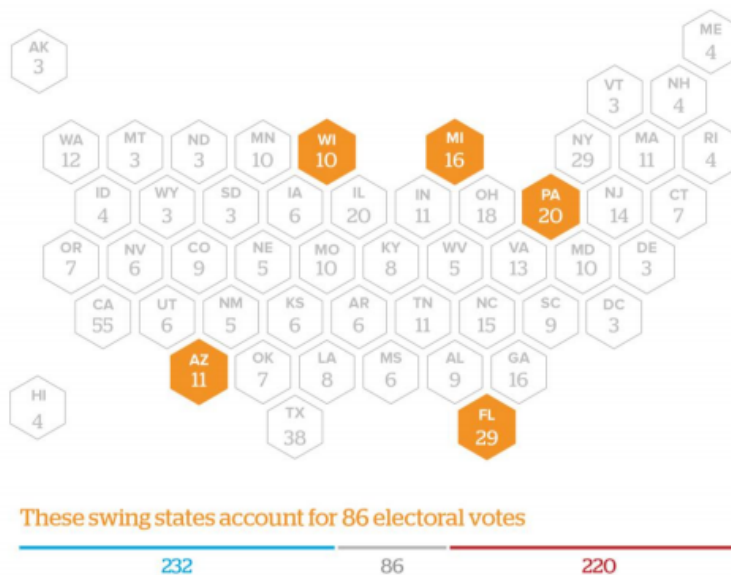 ME
4
AK
3
VT
3
NH
4
WA
12
MT
3
ND
3
MN
10
WI
10
MI
16
NY
29
MA
11
RI
4
ID
4
WY
3
SD
3
IA
6
IL
20
IN
11
OH
18
PA
20
NJ
14
CT
7
OR
7
NV
6
CO
9
NE
5
MO
10
KY
8
WV
5
VA
13
MD
10
DE
3
CA
55
UT
6
NM
5
KS
6
AR
6
TN
11
NC
15
SC
9
DC
3
AZ
11
OK
7
LA
8
MS
6
AL
9
GA
16
HI
4
TX
38
FL
29
These swing states account for 86 electoral votes
232 86 220